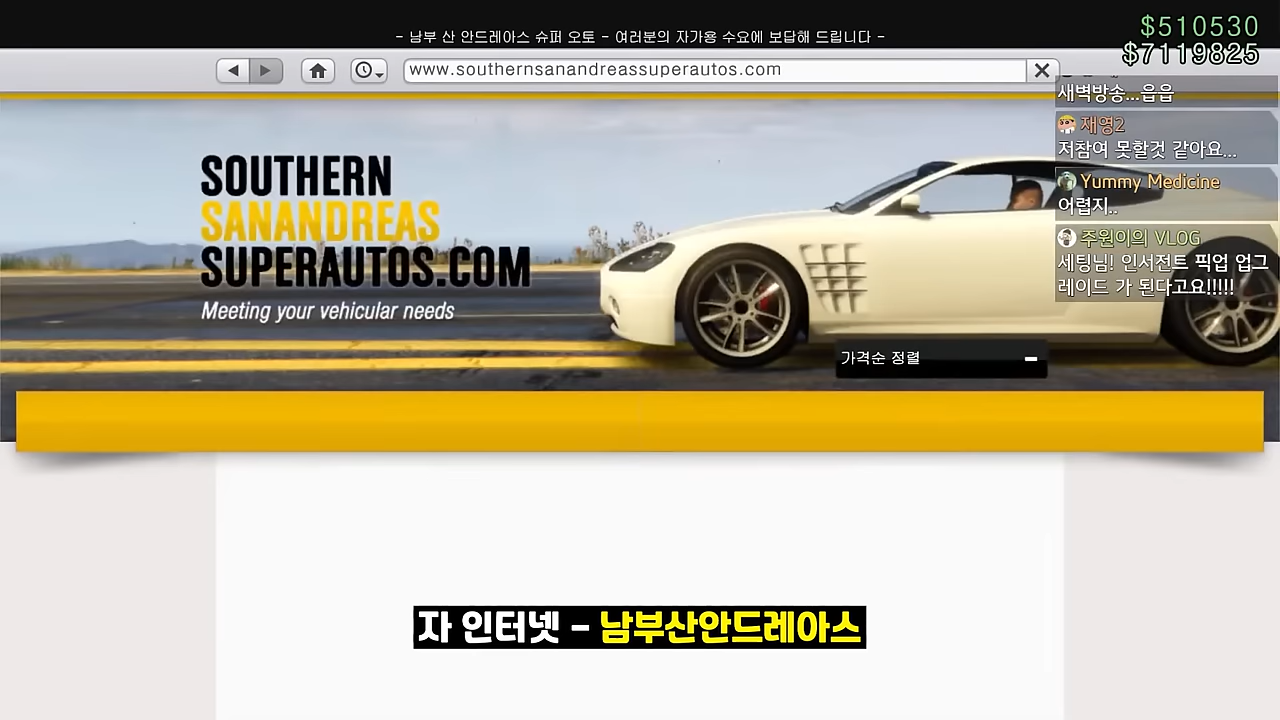 - 남부 산 안드레아스 슈퍼 오토 - 여러분의 자가용 수요에 보답해 드립니다 -
$510530
$7119825
www.southernsanandreassuperautos.com
새벽방송...읍읍
재영2
저참여 못할것 같아요...
Yummy Medicine
어렵지..
주원이의 VLOG
세팅님! 인서전트 픽업 업그
레이드 가 된다고요!!!!!
SOUTHERN
SANANDREAS
SUPERAUTOS.COM
Meeting your vehicular needs
가격순 정렬
자 인터넷 - 남부산안드레아스